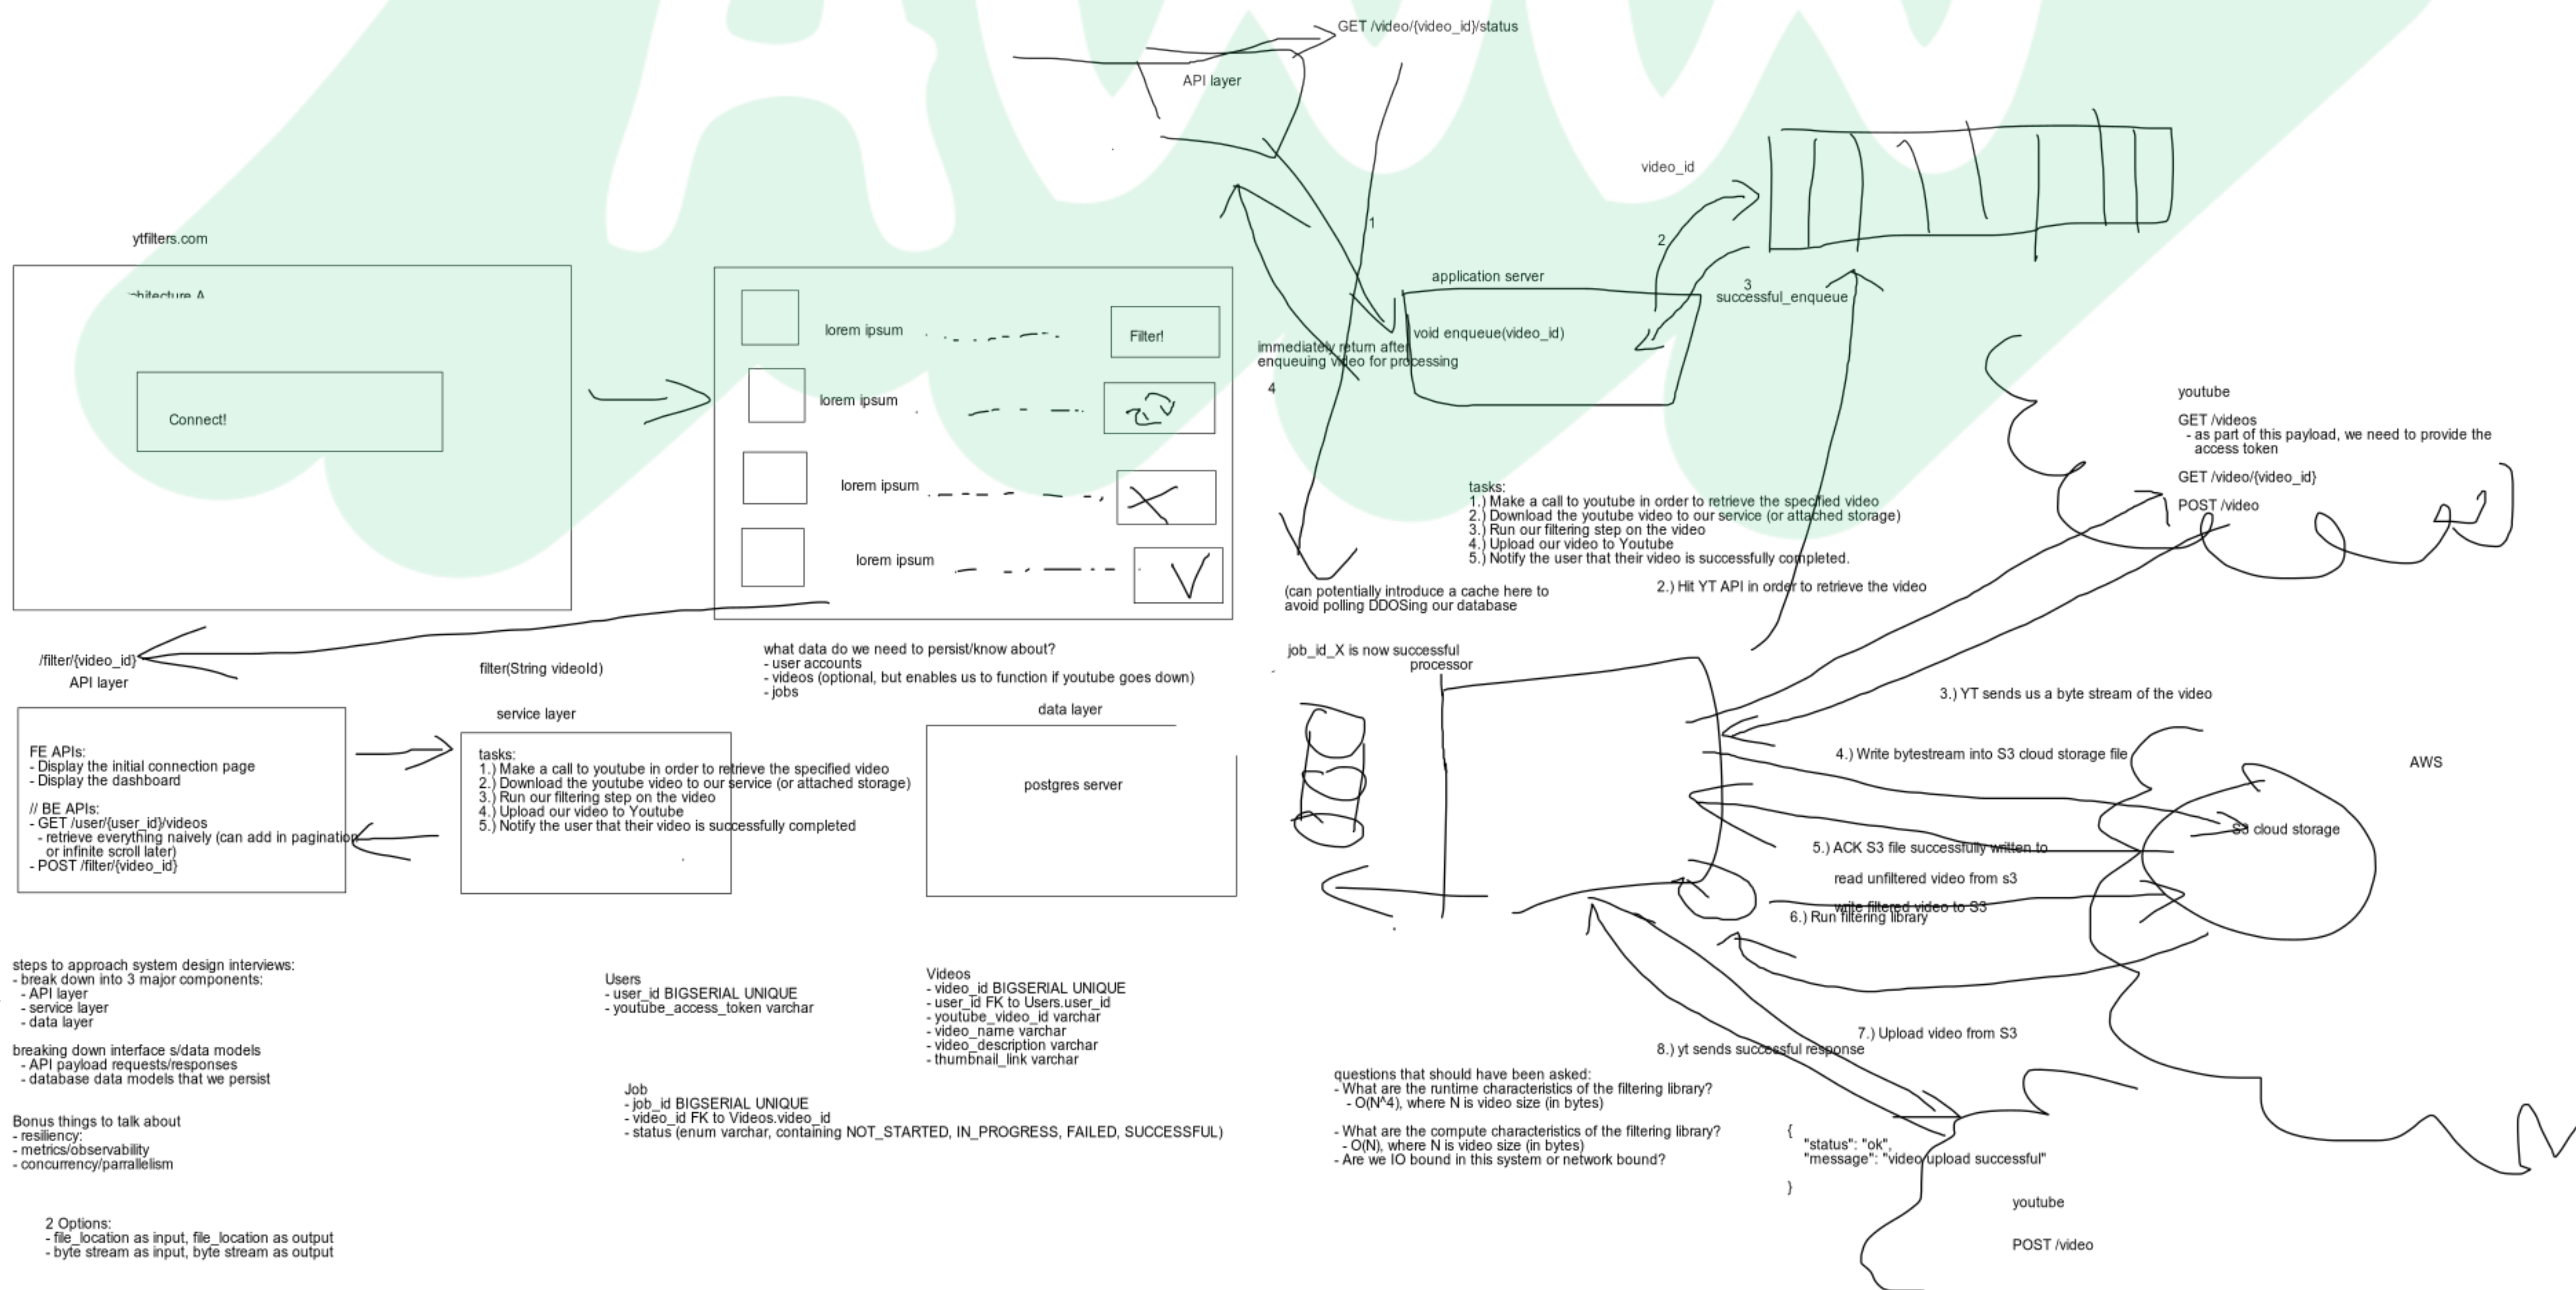 GET /video/{video_id}/status
API layer
video_id
1
2
3
successful_enqueue
application server
void enqueue(video_id)
immediately return after
enqueuing video for processing
4
ytfilters.com
Connect!
lorem ipsum
Filter!
lorem ipsum
lorem ipsum
lorem ipsum
youtube
GET /videos
- as part of this payload, we need to provide the
access token
GET /video/{video_id}
POST /video
tasks:
1.) Make a call to youtube in order to retrieve the specified video
2.) Download the youtube video to our service (or attached storage)
3.) Run our filtering step on the video
4.) Upload our video to Youtube
5.) Notify the user that their video is successfully completed.
2.) Hit YT API in order to retrieve the video
(can potentially introduce a cache here to
avoid polling DDOSing our database
job_id_X is now successful
processor
/filter/{video_id}
API layer
FE APIs:
- Display the initial connection page
- Display the dashboard
// BE APIs:
- GET /user/{user_id}/videos
- retrieve everything naively (can add in pagination
or infinite scroll later)
- POST /filter/{video_id}
filter(String videoId)
service layer
tasks:
1.) Make a call to youtube in order to retrieve the specified video
2.) Download the youtube video to our service (or attached storage)
3.) Run our filtering step on the video
4.) Upload our video to Youtube
5.) Notify the user that their video is successfully completed
what data do we need to persist/know about?
- user accounts
- videos (optional, but enables us to function if youtube goes down)
- jobs
data layer
postgres server
3.) YT sends us a byte stream of the video
4.) Write bytestream into S3 cloud storage file
AWS
S3 cloud storage
5.) ACK S3 file successfully written to
read unfiltered video from s3
write filtered video to S3
6.) Run filtering library
7.) Upload video from S3
8.) yt sends successful response
steps to approach system design interviews:
- break down into 3 major components:
- API layer
- service layer
- data layer
breaking down interface s/data models
- API payload requests/responses
- database data models that we persist
Bonus things to talk about
- resiliency:
- metrics/observability
- concurrency/parrallelism
2 Options:
- file_location as input, file_location as output
- byte stream as input, byte stream as output
Users
- user_id BIGSERIAL UNIQUE
- youtube_access_token varchar
Videos
- video_id BIGSERIAL UNIQUE
- user_id FK to Users.user_id
- youtube_video_id varchar
- video_name varchar
- video_description varchar
- thumbnail_link varchar
Job
- job_id BIGSERIAL UNIQUE
- video_id FK to Videos.video_id
- status (enum varchar, containing NOT_STARTED, IN_PROGRESS, FAILED, SUCCESSFUL)
questions that should have been asked:
- What are the runtime characteristics of the filtering library?
- O(N^4), where N is video size (in bytes)
- What are the compute characteristics of the filtering library?
- O(N), where N is video size (in bytes)
- Are we IO bound in this system or network bound?
{
"status": "ok",
"message": "video upload successful"
}
youtube
POST /video